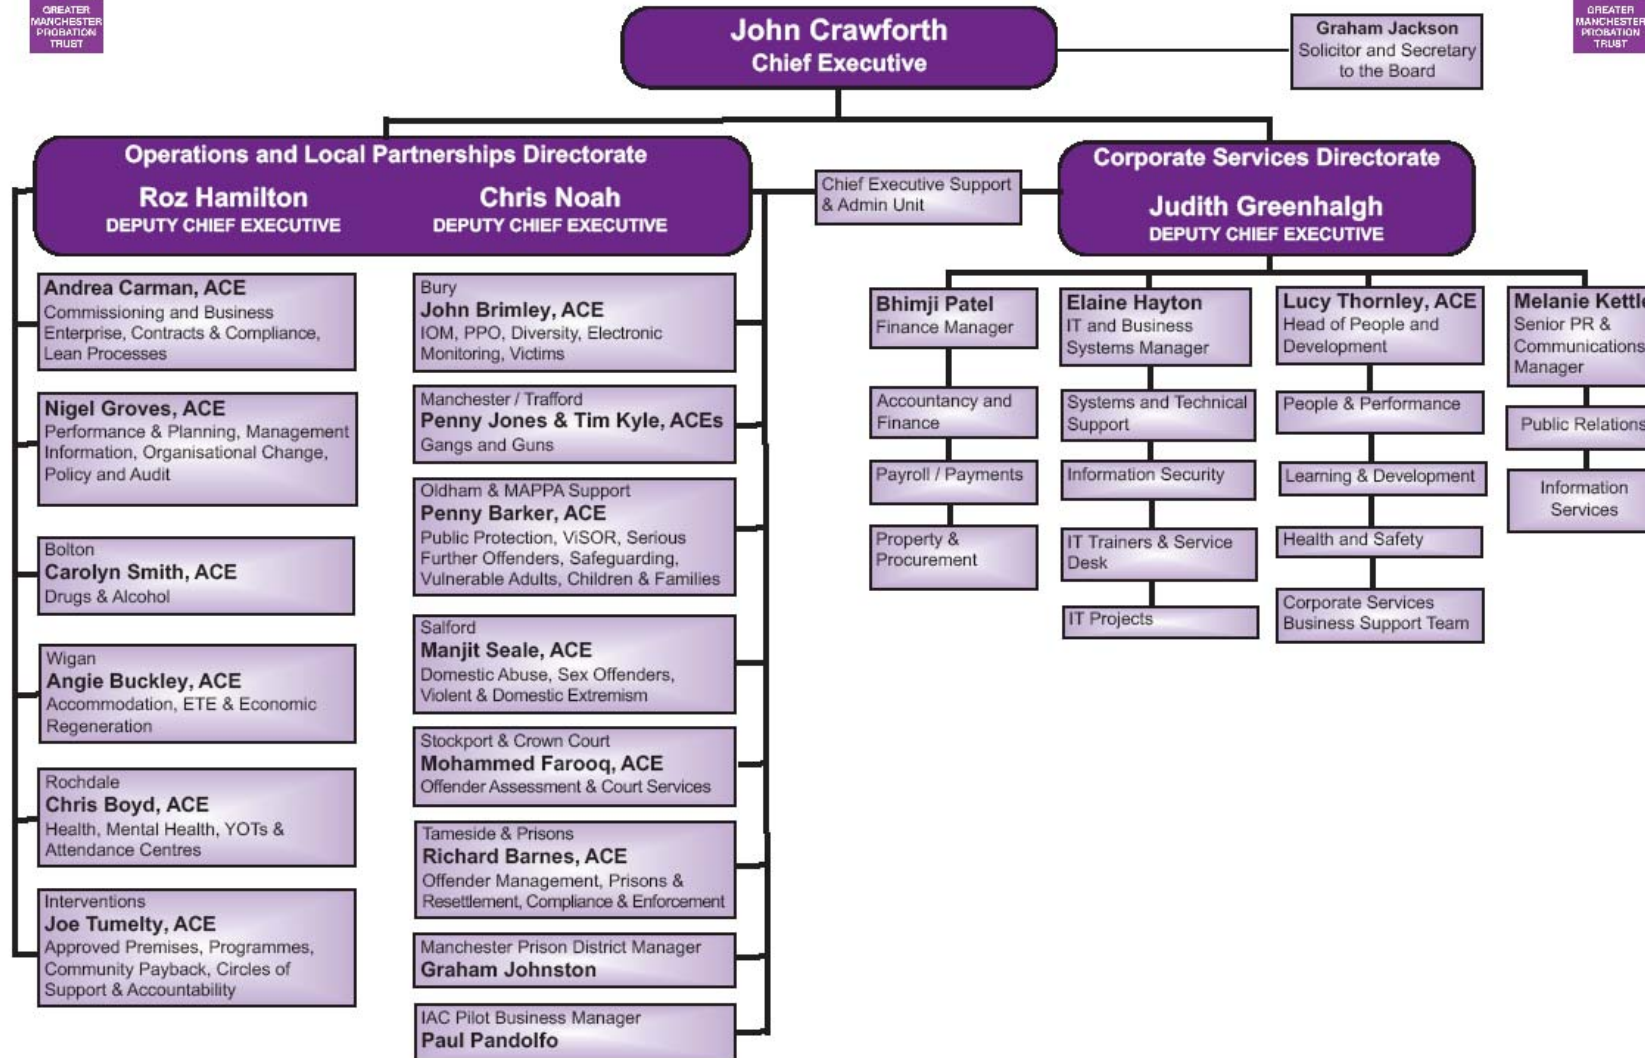 GREATER
MANCHESTER
PROBATION
TRUST
John Crawforth
Chief Executive
Graham Jackson
Solicitor and Secretary
to the Board
GREATER
MANCHESTER
PROBATION
TRUST
Operations and Local Partnerships Directorate
Roz Hamilton
DEPUTY CHIEF EXECUTIVE
Chris Noah
DEPUTY CHIEF EXECUTIVE
Chief Executive Support
& Admin Unit
Corporate Services Directorate
Judith Greenhalgh
DEPUTY CHIEF EXECUTIVE
Andrea Carman, ACE
Commissioning and Business
Enterprise, Contracts & Compliance,
Lean Processes
Nigel Groves, ACE
Performance & Planning, Management
Information, Organisational Change,
Policy and Audit
Bolton
Carolyn Smith, ACE
Drugs & Alcohol
Wigan
Angie Buckley, ACE
Accommodation, ETE & Economic
Regeneration
Rochdale
Chris Boyd, ACE
Health, Mental Health, YOTs &
Attendance Centres
Interventions
Joe Tumelty, ACE
Approved Premises, Programmes,
Community Payback, Circles of
Support & Accountability
Bury
John Brimley, ACE
IOM, PPO, Diversity, Electronic
Monitoring, Victims
Manchester / Trafford
Penny Jones & Tim Kyle, ACEs
Gangs and Guns
Oldham & MAPPA Support
Penny Barker, ACE
Public Protection, ViSOR, Serious
Further Offenders, Safeguarding,
Vulnerable Adults, Children & Families
Salford
Manjit Seale, ACE
Domestic Abuse, Sex Offenders,
Violent & Domestic Extremism
Stockport & Crown Court
Mohammed Farooq, ACE
Offender Assessment & Court Services
Tameside & Prisons
Richard Barnes, ACE
Offender Management, Prisons &
Resettlement, Compliance & Enforcement
Manchester Prison District Manager
Graham Johnston
IAC Pilot Business Manager
Paul Pandolfo
Bhimji Patel
Finance Manager
Accountancy and
Finance
Payroll / Payments
Property &
Procurement
Elaine Hayton
IT and Business
Systems Manager
Systems and Technical
Support
Information Security
IT Trainers & Service
Desk
IT Projects
Lucy Thornley, ACE
Head of People and
Development
People & Performance
Learning & Development
Health and Safety
Corporate Services
Business Support Team
Melanie Kettle
Senior PR &
Communications
Manager
Public Relations
Information
Services